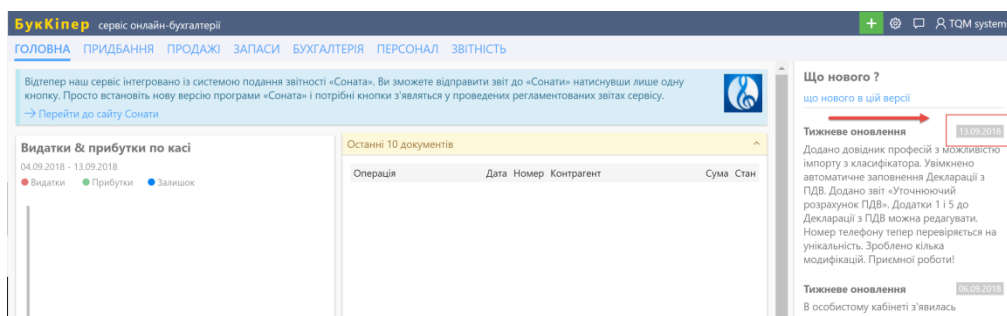 БукКіпер сервіс онлайн-бухгалтерії
TQM systems
ГОЛОВНА ПРИДБАННЯ ПРОДАЖІ ЗАПАСИ БУХГАЛТЕРІЯ ПЕРСОНАЛ ЗВІТНІСТЬ
Відтепер наш сервіс інтегровано із системою подання звітності «Соната». Ви зможете відправити звіт до «Сонати» натиснувши лише одну
кнопку. Просто встановіть нову версію програми «Соната» і потрібні кнопки з'являться у проведених регламентованих звітах сервісу.
→ Перейти до сайту Сонати
Видатки & прибутки по касі
04.09.2018 - 13.09.2018
Видатки Прибутки Залишок
Останні 10 документів
Операція Дата Номер Контрагент Сума Стан
Що нового ?
що нового в цій версії
Тижневе оновлення 13.09.2018
Додано довідник професій з можливістю
імпорту з класифікатора. Увімкнено
автоматичне заповнення Декларації з
ПДВ. Додано звіт «Уточнюючий
розрахунок ПДВ». Додатки 1 і 5 до
Декларації з ПДВ можна редагувати.
Номер телефону тепер перевіряється на
унікальність. Зроблено кілька
модифікацій. Приємної роботи!
Тижневе оновлення 06.09.2018
В особистому кабінеті з'явилась